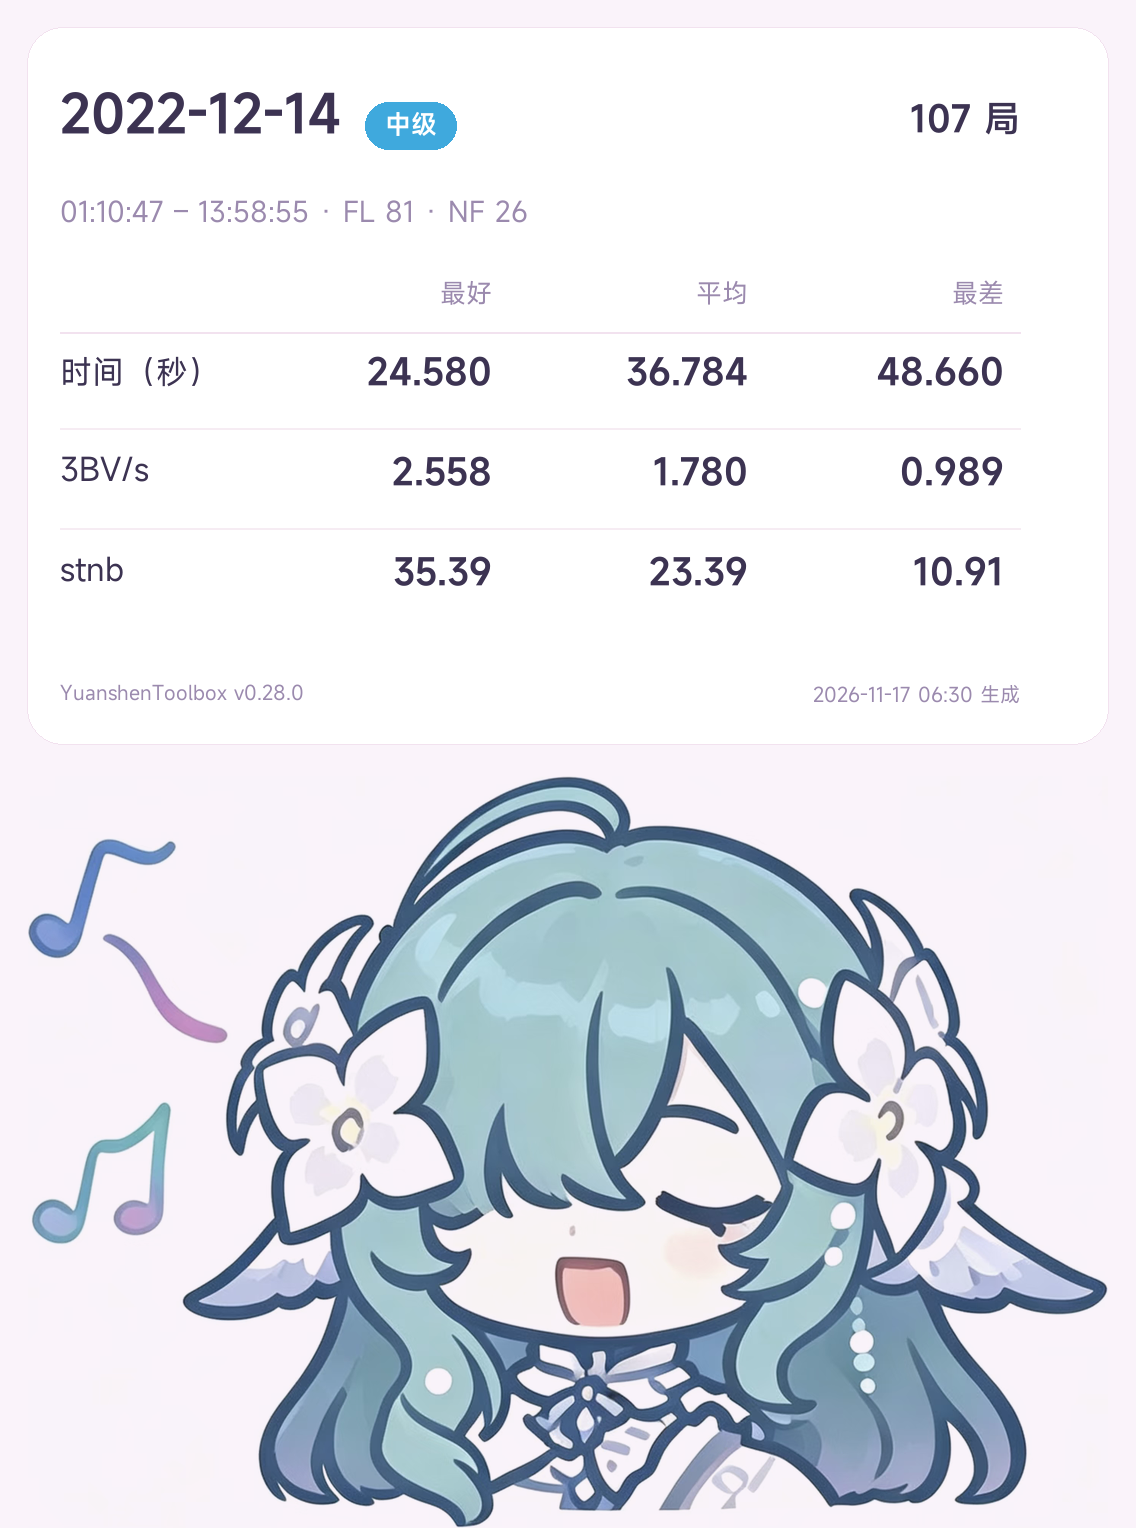 2022-12-14 中级 107 局
01:10:47 – 13:58:55 · FL 81 · NF 26
最好 平均 最差
时间（秒） 24.580 36.784 48.660
3BV/s 2.558 1.780 0.989
stnb 35.39 23.39 10.91
YuanshenToolbox v0.28.0 2026-11-17 06:30 生成